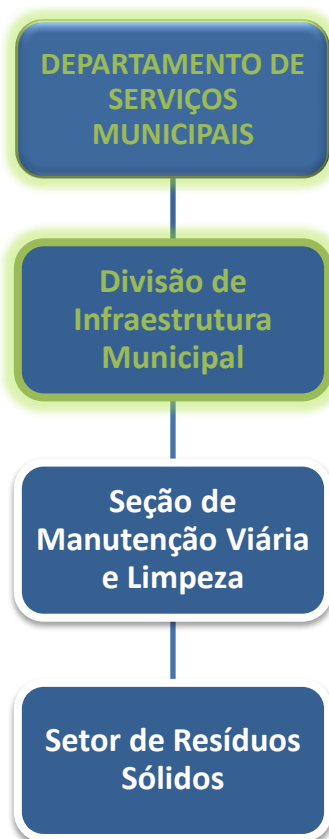 DEPARTAMENTO DE
SERVIÇOS
MUNICIPAIS
Divisão de
Infraestrutura
Municipal
Seção de
Manutenção Viária
e Limpeza
Setor de Resíduos
Sólidos